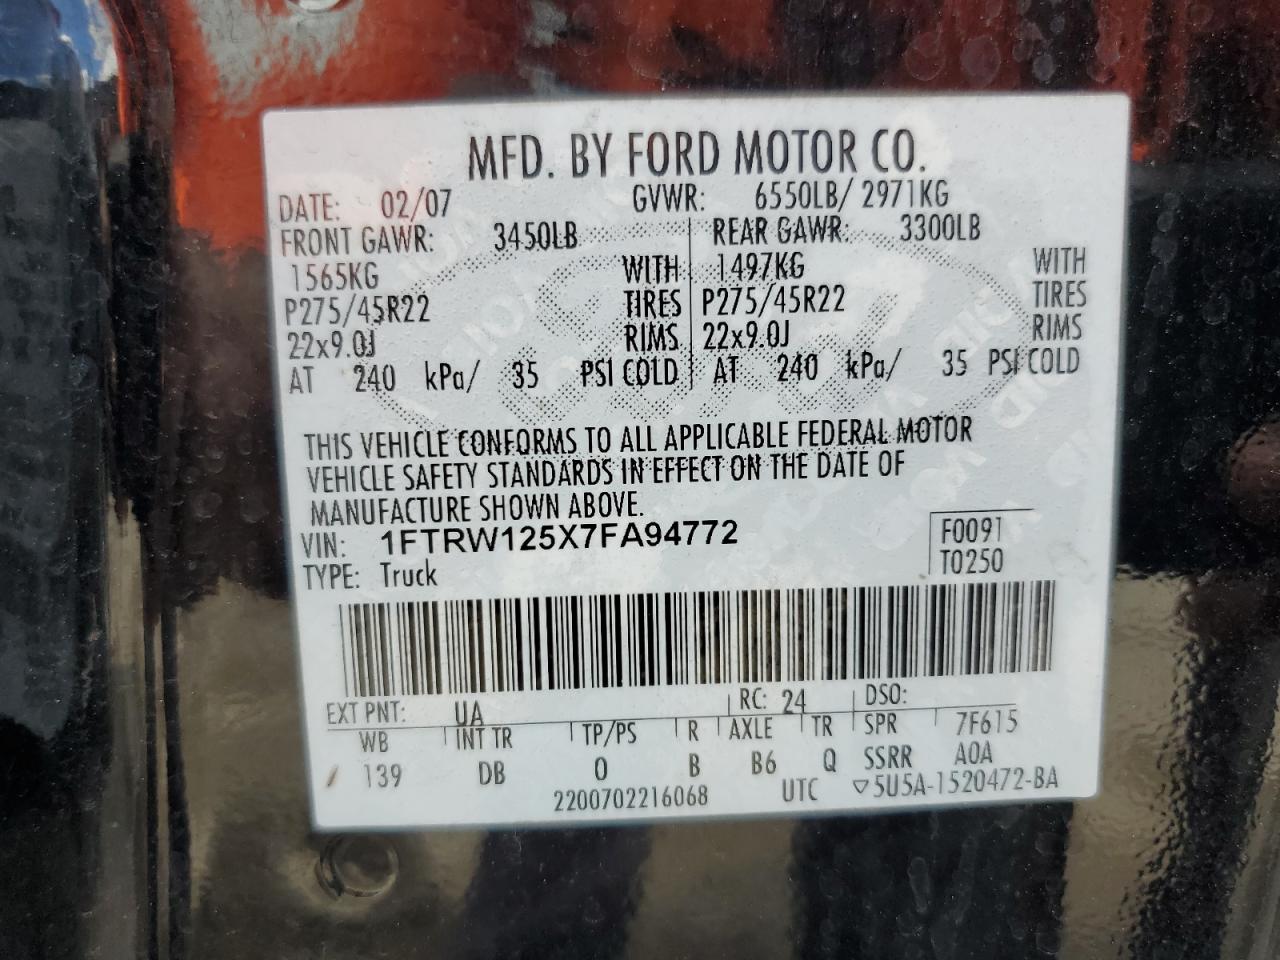 MFD. BY FORD MOTOR CO.
DATE: 02/07 GVWR: 6550LB/ 2971KG
FRONT GAWR: 3450LB REAR GAWR: 3300LB
1565KG WITH 1497KG WITH
P275/45R22 TIRES P275/45R22 TIRES
22x9.0J RIMS 22x9.0J RIMS
AT 240 kPa/ 35 PSI COLD AT 240 kPa/ 35 PSI COLD
THIS VEHICLE CONFORMS TO ALL APPLICABLE FEDERAL MOTOR
VEHICLE SAFETY STANDARDS IN EFFECT ON THE DATE OF
MANUFACTURE SHOWN ABOVE.
VIN: 1FTRW125X7FA94772 F0091
TYPE: Truck T0250
EXT PNT: UA RC: 24 DSO:
WB INT TR TP/PS R AXLE TR SPR 7F615
139 DB 0 B B6 Q SSRR A0A
2200702216068 UTC ▽5U5A-1520472-BA